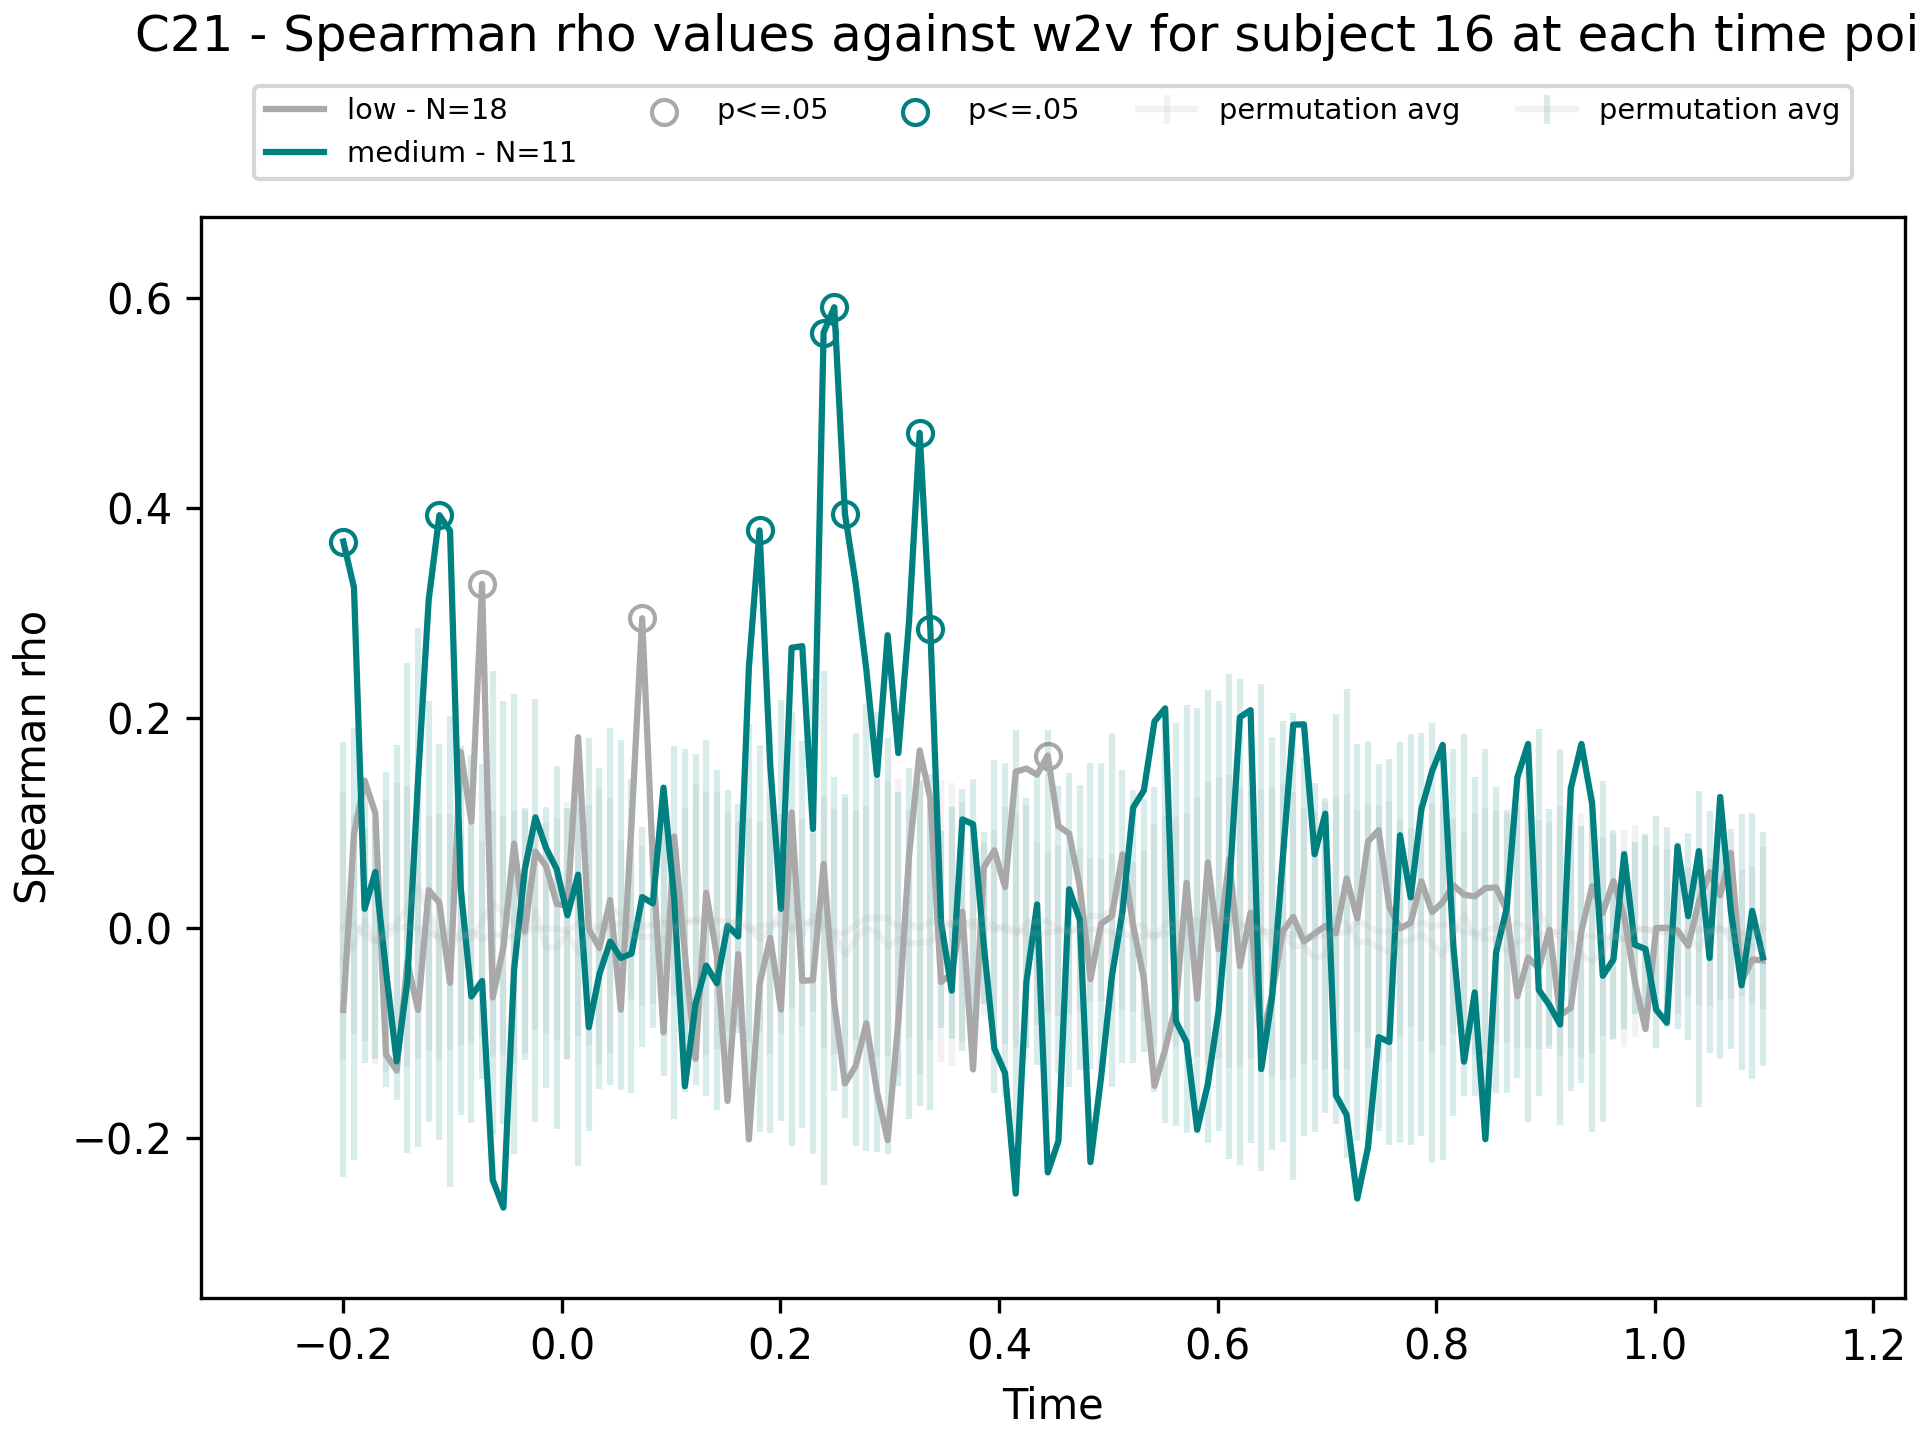 C21 - Spearman rho values against w2v for subject 16 at each time poi
low - N=18
medium - N=11
p<=.05
p<=.05
permutation avg
permutation avg
Spearman rho
0.6
0.4
0.2
0.0
−0.2
−0.2
0.0
0.2
0.4
0.6
0.8
1.0
1.2
Time